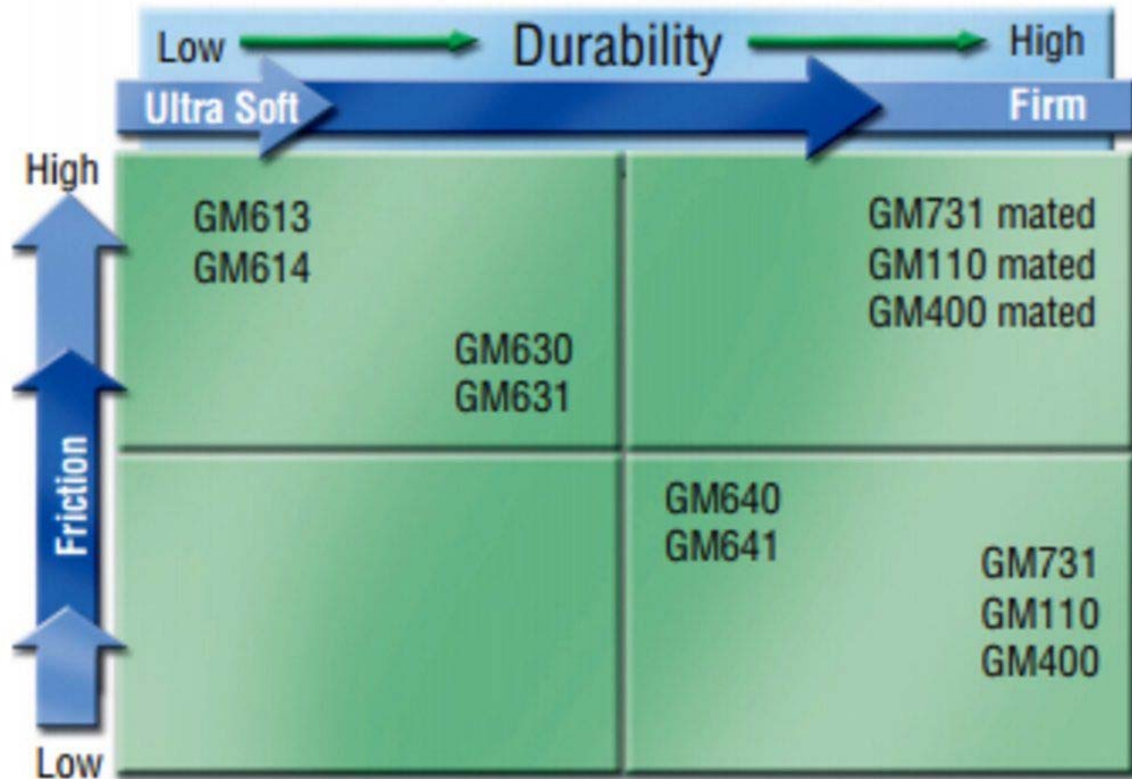 Low Durability High
Ultra Soft Firm
High
GM613
GM614
GM731 mated
GM110 mated
GM400 mated
GM630
GM631
Friction
GM640
GM641
GM731
GM110
GM400
Low